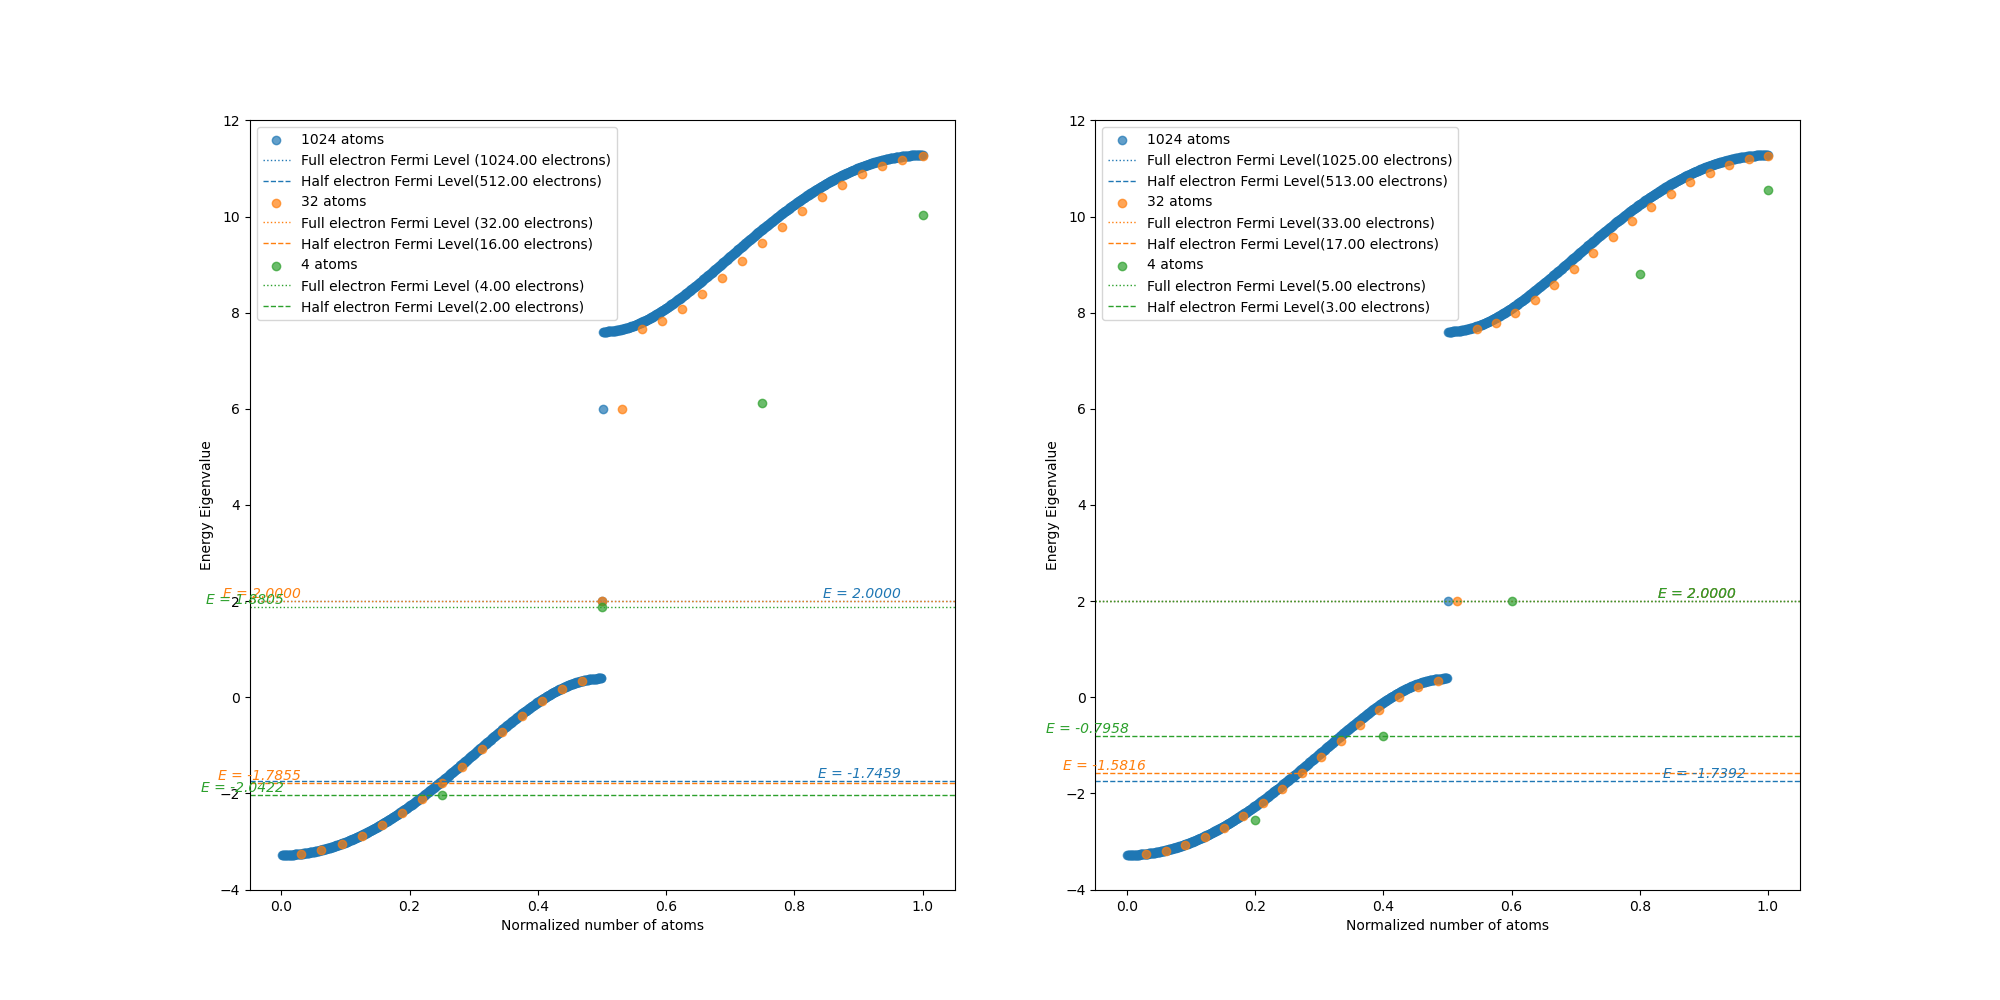 12
10
8
6
4
2
0
−2
−4
0.0
0.2
0.4
0.6
0.8
1.0
Energy Eigenvalue
Normalized number of atoms
1024 atoms
Full electron Fermi Level (1024.00 electrons)
Half electron Fermi Level(512.00 electrons)
32 atoms
Full electron Fermi Level (32.00 electrons)
Half electron Fermi Level(16.00 electrons)
4 atoms
Full electron Fermi Level (4.00 electrons)
Half electron Fermi Level(2.00 electrons)
E = 2.0000
E = 1.8805
E = 2.0000
E = -1.7855
E = -2.0422
E = -1.7459
12
10
8
6
4
2
0
−2
−4
0.0
0.2
0.4
0.6
0.8
1.0
Energy Eigenvalue
Normalized number of atoms
1024 atoms
Full electron Fermi Level(1025.00 electrons)
Half electron Fermi Level(513.00 electrons)
32 atoms
Full electron Fermi Level(33.00 electrons)
Half electron Fermi Level(17.00 electrons)
4 atoms
Full electron Fermi Level(5.00 electrons)
Half electron Fermi Level(3.00 electrons)
E = 2.0000
E = -0.7958
E = -1.5816
E = -1.7392